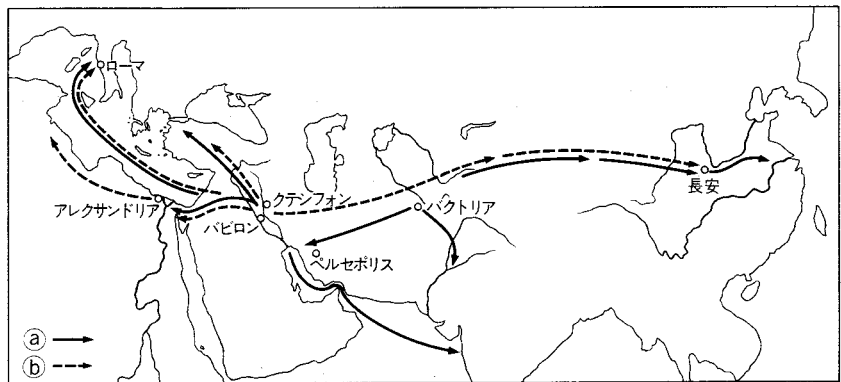 ローマ
クテシフォン
アレクサンドリア
バビロン
バクトリア
長安
ペルセポリス
ⓐ
ⓑ